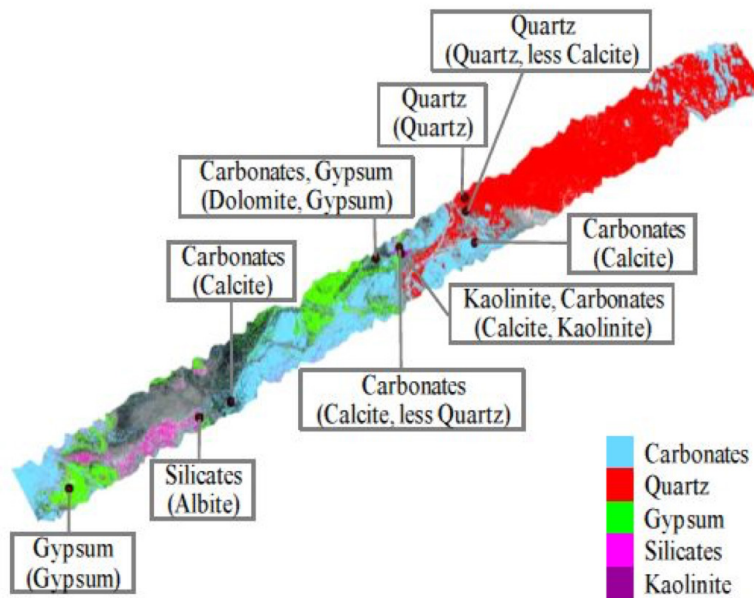 Quartz
(Quartz, less Calcite)
Quartz
(Quartz)
Carbonates, Gypsum
(Dolomite, Gypsum)
Carbonates
(Calcite)
Carbonates
(Calcite)
Kaolinite, Carbonates
(Calcite, Kaolinite)
Carbonates
(Calcite, less Quartz)
Silicates
(Albite)
Gypsum
(Gypsum)
Carbonates
Quartz
Gypsum
Silicates
Kaolinite